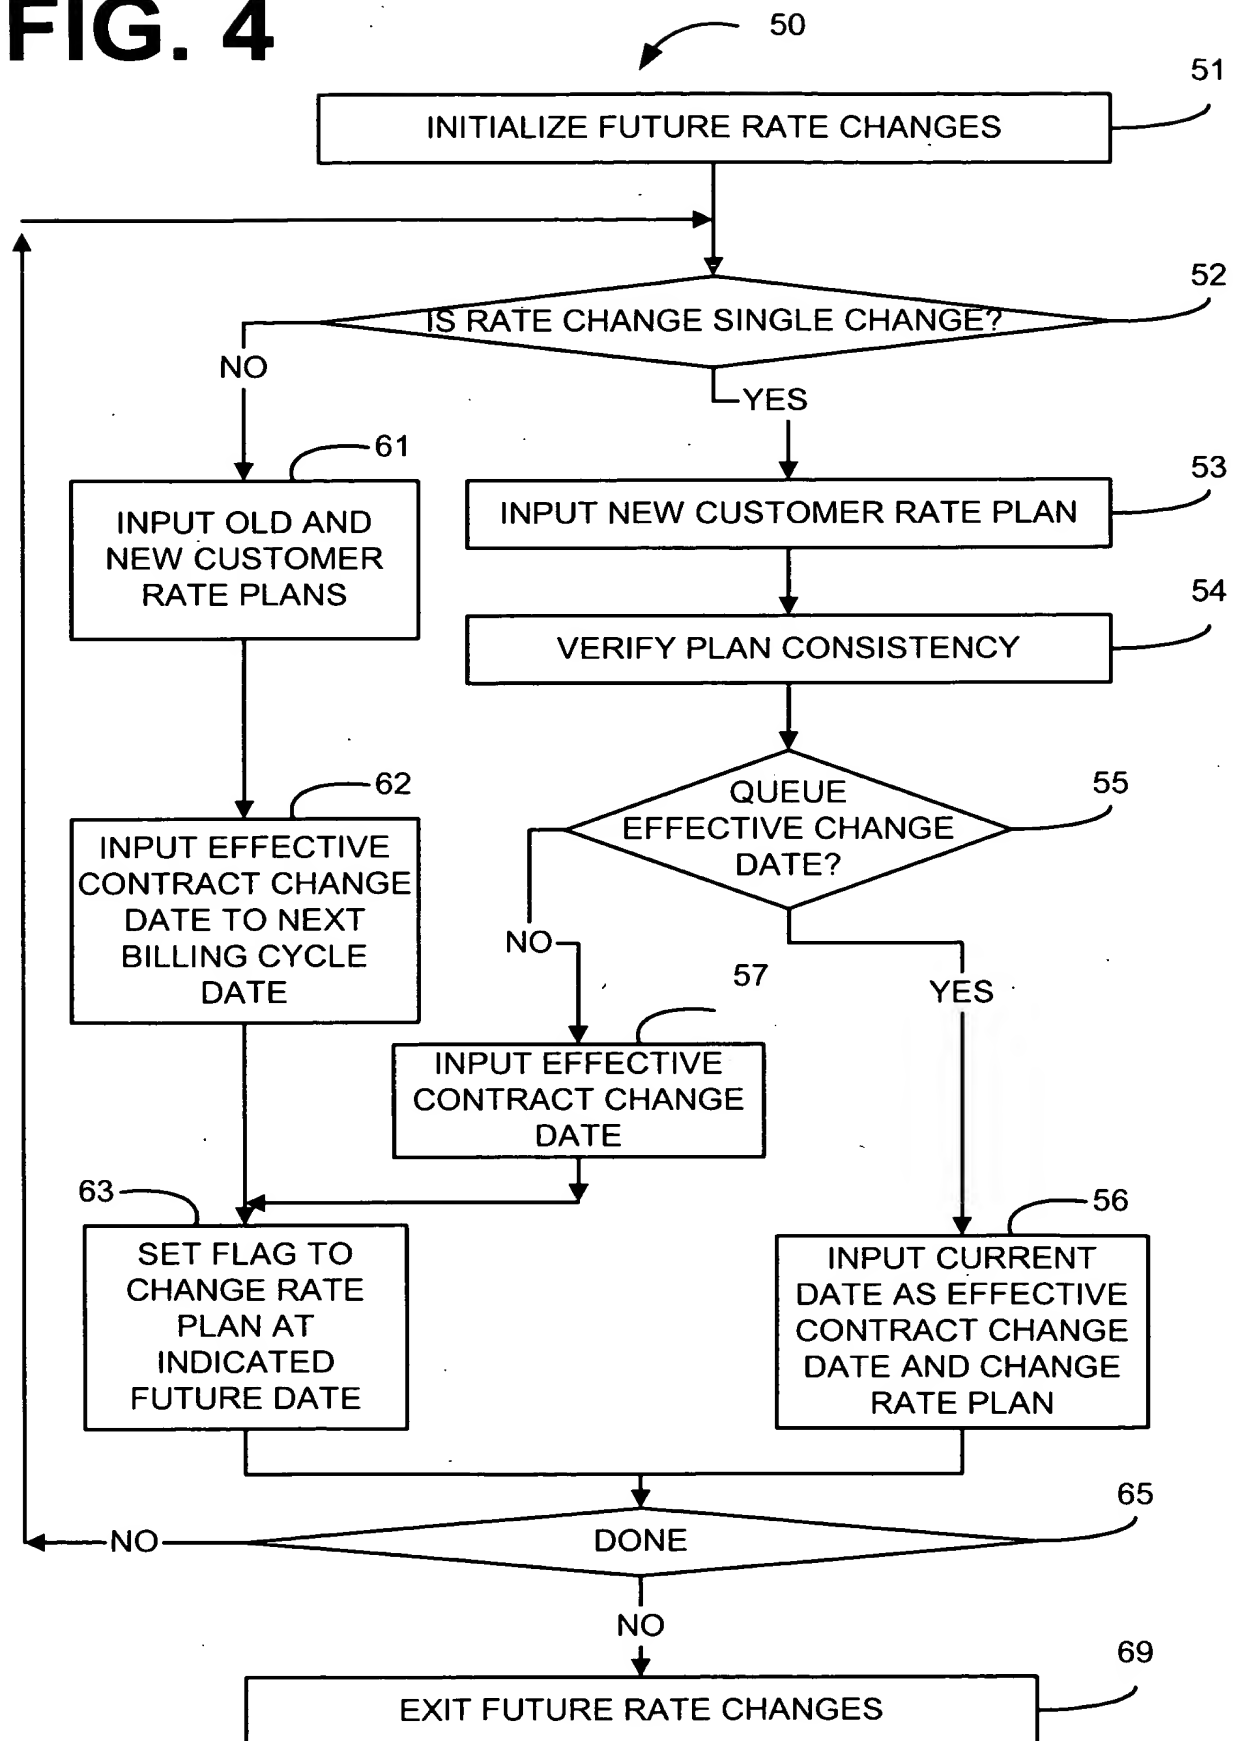 FIG. 4
50
51
INITIALIZE FUTURE RATE CHANGES
52
IS RATE CHANGE SINGLE CHANGE?
NO
YES
61
INPUT OLD AND
NEW CUSTOMER
RATE PLANS
53
INPUT NEW CUSTOMER RATE PLAN
54
VERIFY PLAN CONSISTENCY
62
INPUT EFFECTIVE
CONTRACT CHANGE
DATE TO NEXT
BILLING CYCLE
DATE
55
QUEUE
EFFECTIVE CHANGE
DATE?
NO
YES
57
INPUT EFFECTIVE
CONTRACT CHANGE
DATE
63
SET FLAG TO
CHANGE RATE
PLAN AT
INDICATED
FUTURE DATE
56
INPUT CURRENT
DATE AS EFFECTIVE
CONTRACT CHANGE
DATE AND CHANGE
RATE PLAN
65
DONE
NO
NO
69
EXIT FUTURE RATE CHANGES